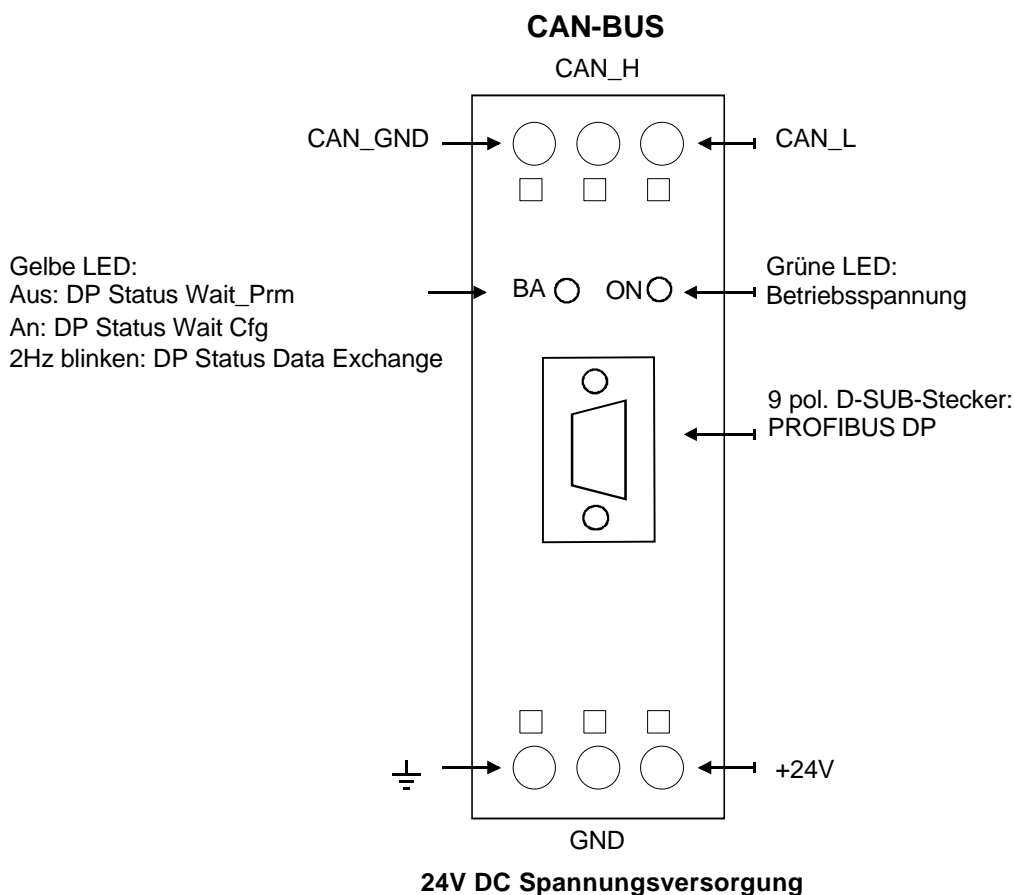 CAN-BUS
CAN_H
CAN_GND
CAN_L
Gelbe LED:
Aus: DP Status Wait_Prm
An: DP Status Wait Cfg
2Hz blinken: DP Status Data Exchange
BA
ON
Grüne LED:
Betriebsspannung
9 pol. D-SUB-Stecker:
PROFIBUS DP
+24V
GND
24V DC Spannungsversorgung